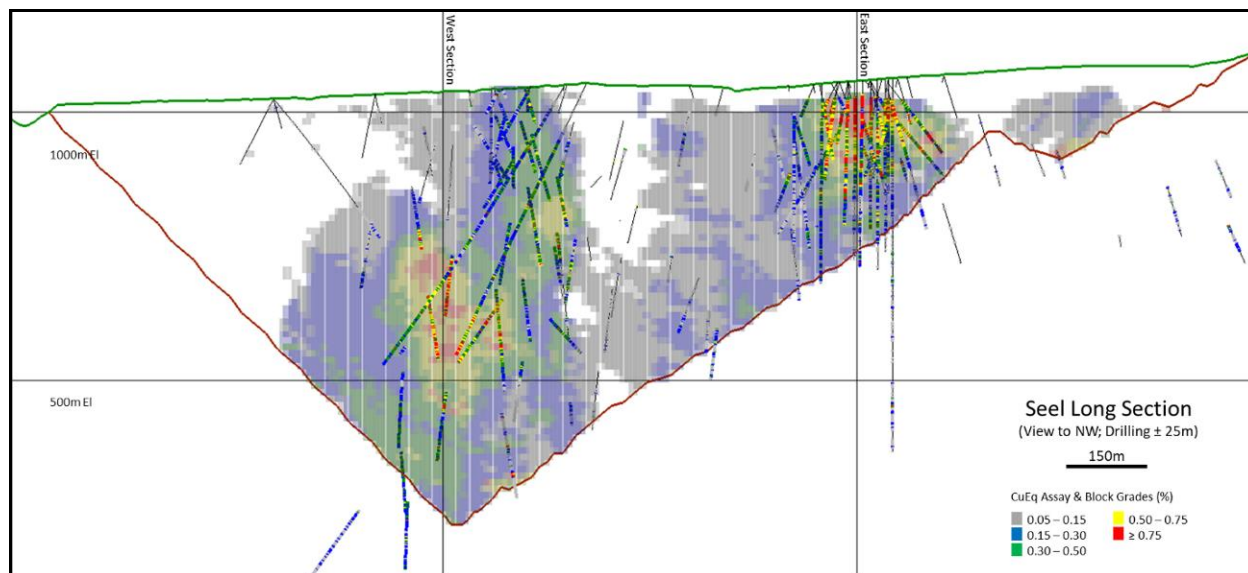 West Section
East Section
1000m El
500m El
Seel Long Section
(View to NW; Drilling ± 25m)
150m
CuEq Assay & Block Grades (%)
0.05 – 0.15
0.50 – 0.75
0.15 – 0.30
≥ 0.75
0.30 – 0.50